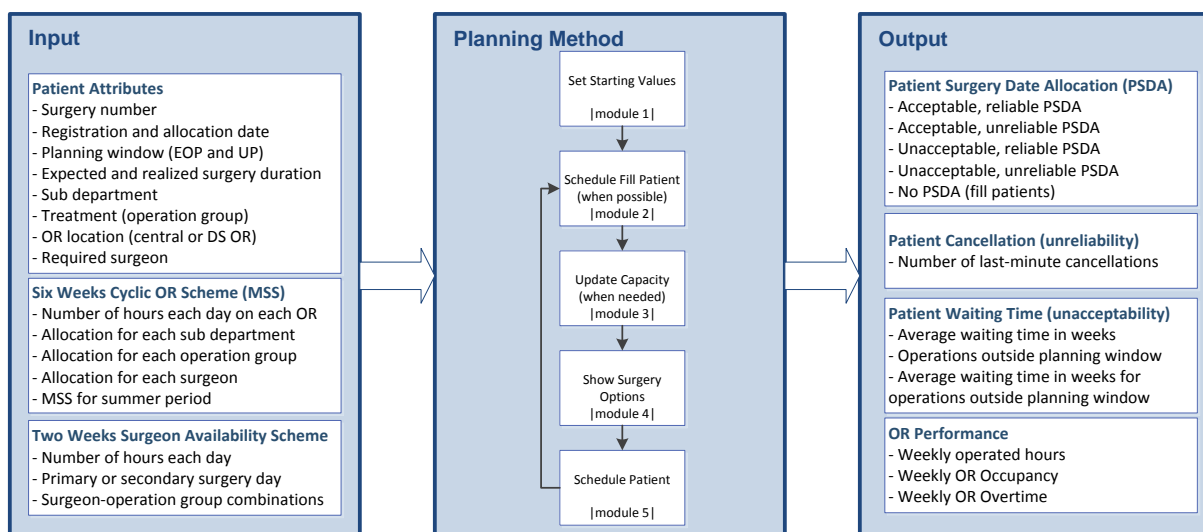 Input
Patient Attributes
- Surgery number
- Registration and allocation date
- Planning window (EOP and UP)
- Expected and realized surgery duration
- Sub department
- Treatment (operation group)
- OR location (central or DS OR)
- Required surgeon
Six Weeks Cyclic OR Scheme (MSS)
- Number of hours each day on each OR
- Allocation for each sub department
- Allocation for each operation group
- Allocation for each surgeon
- MSS for summer period
Two Weeks Surgeon Availability Scheme
- Number of hours each day
- Primary or secondary surgery day
- Surgeon-operation group combinations
Planning Method
Set Starting Values
|module 1|
Schedule Fill Patient
(when possible)
|module 2|
Update Capacity
(when needed)
|module 3|
Show Surgery
Options
|module 4|
Schedule Patient
|module 5|
Output
Patient Surgery Date Allocation (PSDA)
- Acceptable, reliable PSDA
- Acceptable, unreliable PSDA
- Unacceptable, reliable PSDA
- Unacceptable, unreliable PSDA
- No PSDA (fill patients)
Patient Cancellation (unreliability)
- Number of last-minute cancellations
Patient Waiting Time (unacceptability)
- Average waiting time in weeks
- Operations outside planning window
- Average waiting time in weeks for
operations outside planning window
OR Performance
- Weekly operated hours
- Weekly OR Occupancy
- Weekly OR Overtime